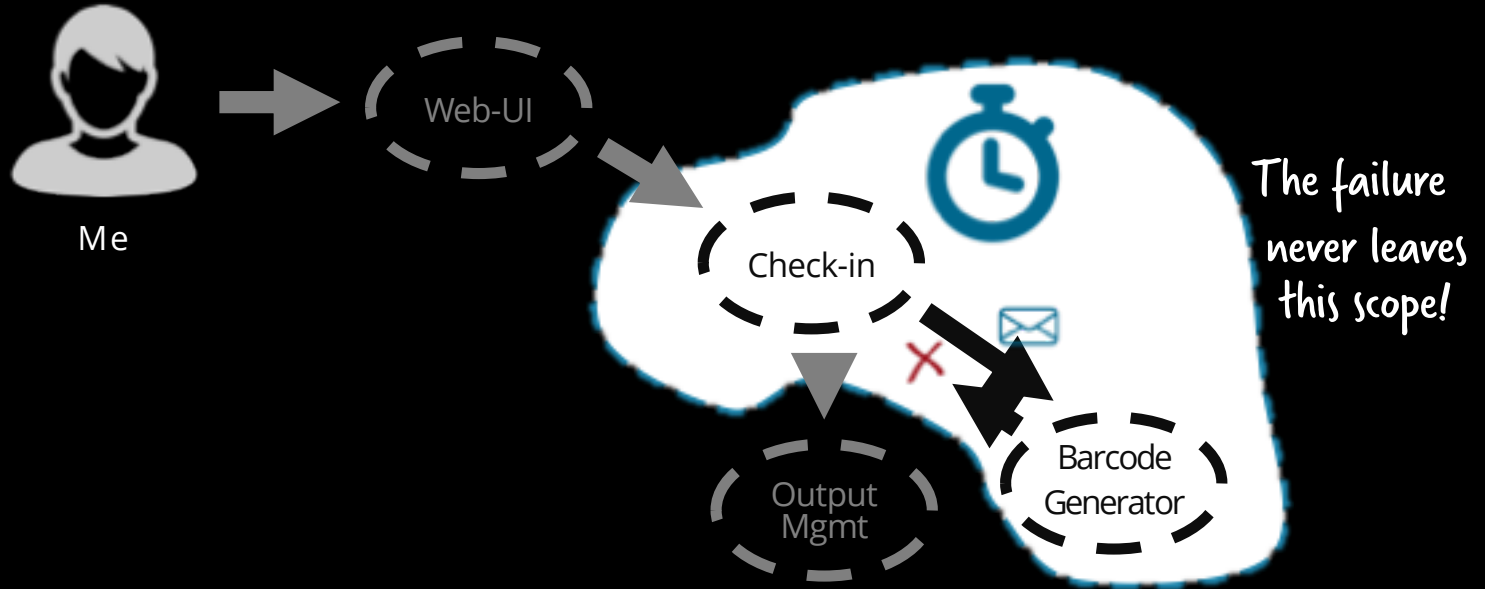 Me
Web-UI
Check-in
The failure
never leaves
this scope!
Output
Mgmt
Barcode
Generator